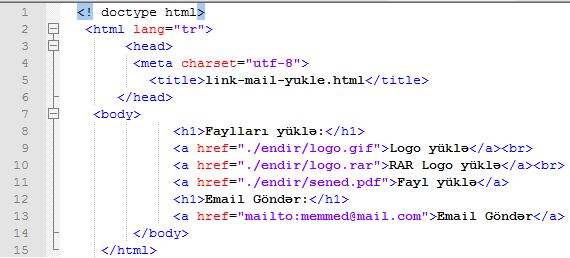 1 <! doctype html>
2 <html lang="tr">
3 <head>
4 <meta charset="utf-8">
5 <title>link-mail-yukle.html</title>
6 </head>
7 <body>
8 <h1>Faylları yüklə:</h1>
9 <a href="./endir/logo.gif">Logo yüklə</a><br>
10 <a href="./endir/logo.rar">RAR Logo yüklə</a><br>
11 <a href="./endir/sened.pdf">Fayl yüklə</a>
12 <h1>Email Göndər:</h1>
13 <a href="mailto:memmed@mail.com">Email Göndər</a>
14 </body>
15 </html>